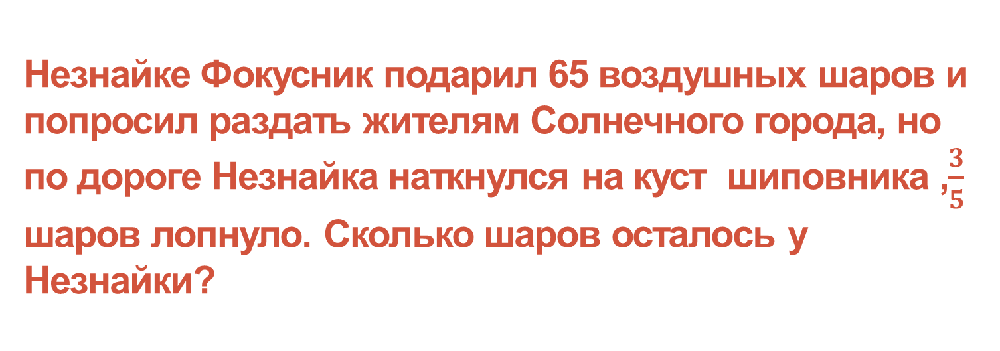 Незнайке Фокусник подарил 65 воздушных шаров и
попросил раздать жителям Солнечного города, но
по дороге Незнайка наткнулся на куст  шиповника ,3/5
шаров лопнуло. Сколько шаров осталось у
Незнайки?